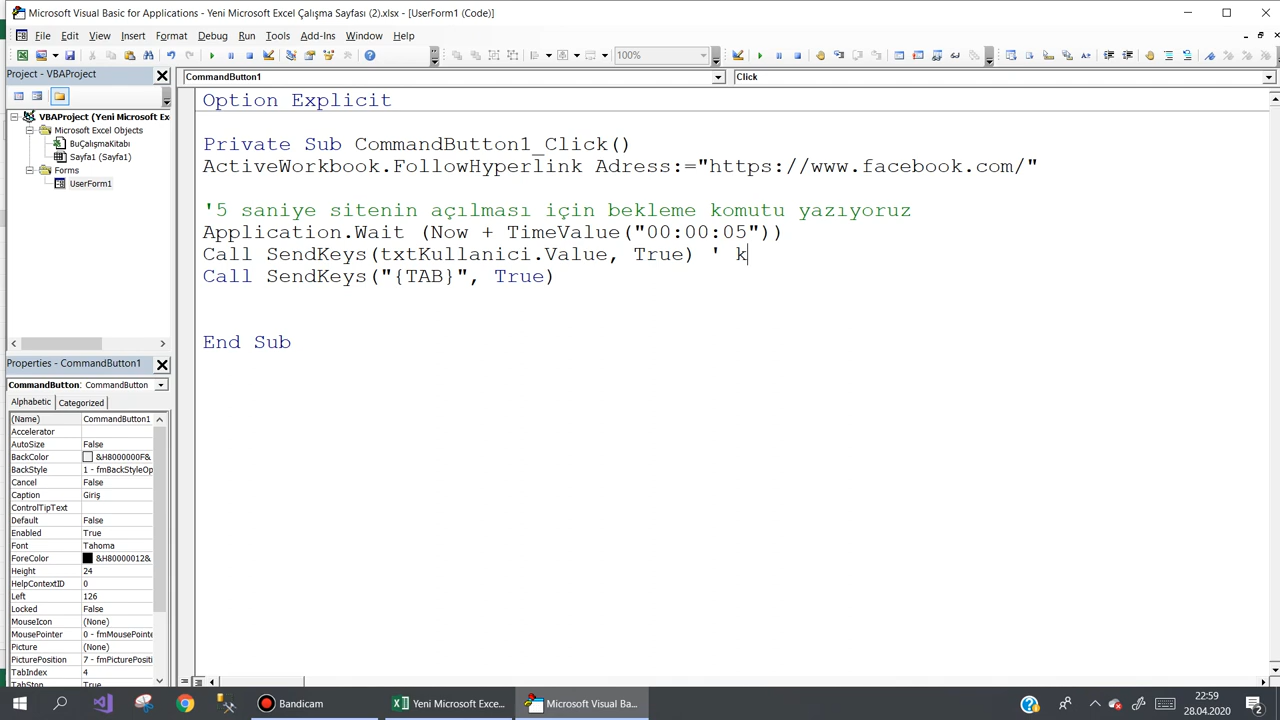 Microsoft Visual Basic for Applications - Yeni Microsoft Excel Çalışma Sayfası (2).xlsx - [UserForm1 (Code)]
File Edit View Insert Format Debug Run Tools Add-Ins Window Help
100%
Project - VBAProject
VBAProject (Yeni Microsoft Ex
Microsoft Excel Objects
BuÇalışmaKitabı
Sayfa1 (Sayfa1)
Forms
UserForm1
Properties - CommandButton1
CommandButton1 CommandButton
Alphabetic Categorized
(Name) CommandButton1
Accelerator
AutoSize False
BackColor &H8000000F&
BackStyle 1 - fmBackStyleOp
Cancel False
Caption Giriş
ControlTipText
Default False
Enabled True
Font Tahoma
ForeColor &H80000012&
Height 24
HelpContextID 0
Left 126
Locked False
MouseIcon (None)
MousePointer 0 - fmMousePointe
Picture (None)
PicturePosition 7 - fmPicturePositi
TabIndex 4
TabStop True
CommandButton1 Click
Option Explicit
Private Sub CommandButton1_Click()
ActiveWorkbook.FollowHyperlink Adress:="https://www.facebook.com/"
'5 saniye sitenin açılması için bekleme komutu yazıyoruz
Application.Wait (Now + TimeValue("00:00:05"))
Call SendKeys(txtKullanici.Value, True) ' k
Call SendKeys("{TAB}", True)
End Sub
Bandicam
Yeni Microsoft Exce...
Microsoft Visual Ba...
22:59
28.04.2020
2